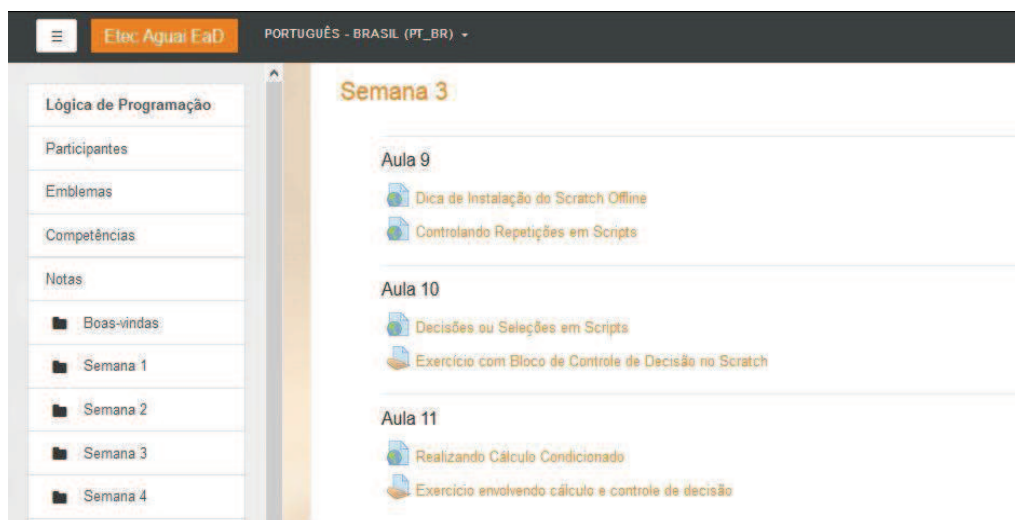 Etec Aguaí EaD
PORTUGUÊS - BRASIL (PT_BR)
Lógica de Programação
Participantes
Emblemas
Competências
Notas
Boas-vindas
Semana 1
Semana 2
Semana 3
Semana 4
Semana 3
Aula 9
Dica de Instalação do Scratch Offline
Controlando Repetições em Scripts
Aula 10
Decisões ou Seleções em Scripts
Exercício com Bloco de Controle de Decisão no Scratch
Aula 11
Realizando Cálculo Condicionado
Exercício envolvendo cálculo e controle de decisão